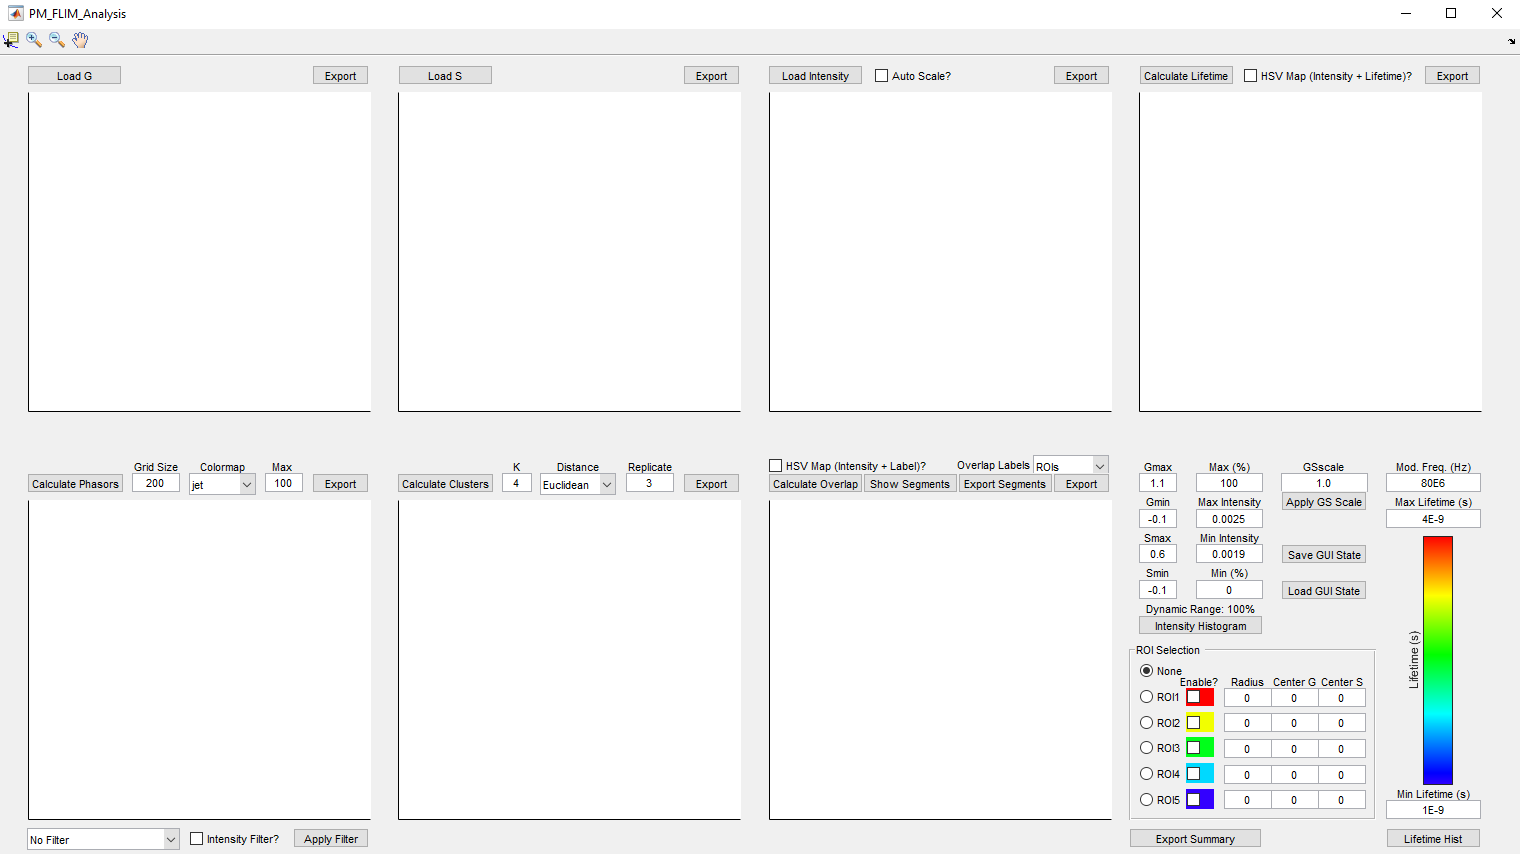 PM_FLIM_Analysis
Load G
Export
Load S
Export
Load Intensity
Auto Scale?
Export
Calculate Lifetime
HSV Map (Intensity + Lifetime)?
Export
Grid Size
Colormap
Max
Calculate Phasors
200
jet
100
Export
K
Distance
Replicate
Calculate Clusters
4
Euclidean
3
Export
HSV Map (Intensity + Label)?
Overlap Labels
ROIs
Calculate Overlap
Show Segments
Export Segments
Export
Gmax
Max (%)
GSscale
Mod. Freq. (Hz)
1.1
100
1.0
80E6
Gmin
Max Intensity
Apply GS Scale
Max Lifetime (s)
-0.1
0.0025
4E-9
Smax
Min Intensity
0.6
0.0019
Save GUI State
Smin
Min (%)
-0.1
0
Load GUI State
Dynamic Range: 100%
Intensity Histogram
Lifetime (s)
ROI Selection
None
Enable?
Radius
Center G
Center S
ROI1
0
0
0
ROI2
0
0
0
ROI3
0
0
0
ROI4
0
0
0
ROI5
0
0
0
Min Lifetime (s)
1E-9
No Filter
Intensity Filter?
Apply Filter
Export Summary
Lifetime Hist